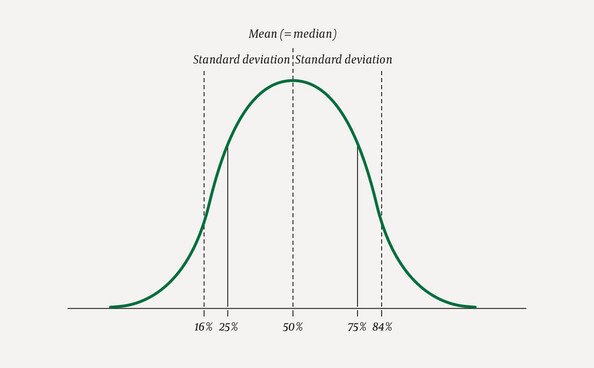 Mean (= median)
Standard deviation Standard deviation
16% 25% 50% 75% 84%